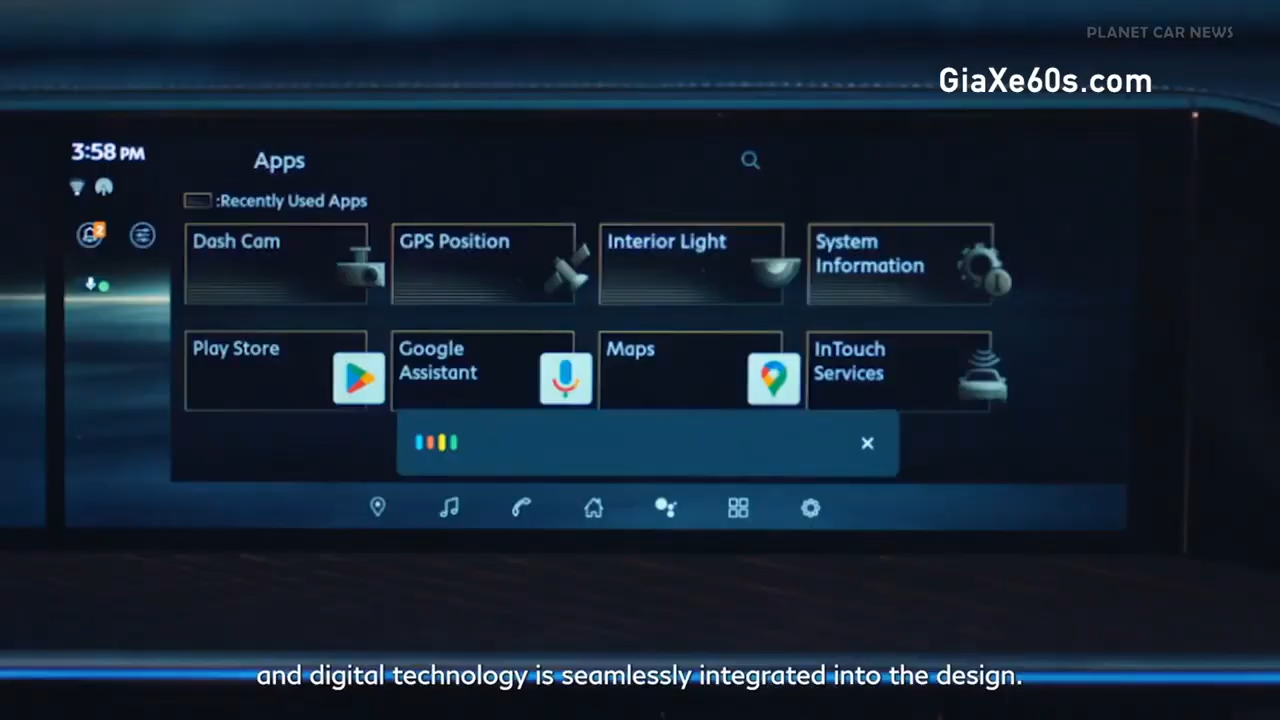 PLANET CAR NEWS
GiaXe60s.com
3:58 PM
Apps
:Recently Used Apps
2
Dash Cam
GPS Position
Interior Light
System
Information
Play Store
Google
Assistant
Maps
InTouch
Services
and digital technology is seamlessly integrated into the design.